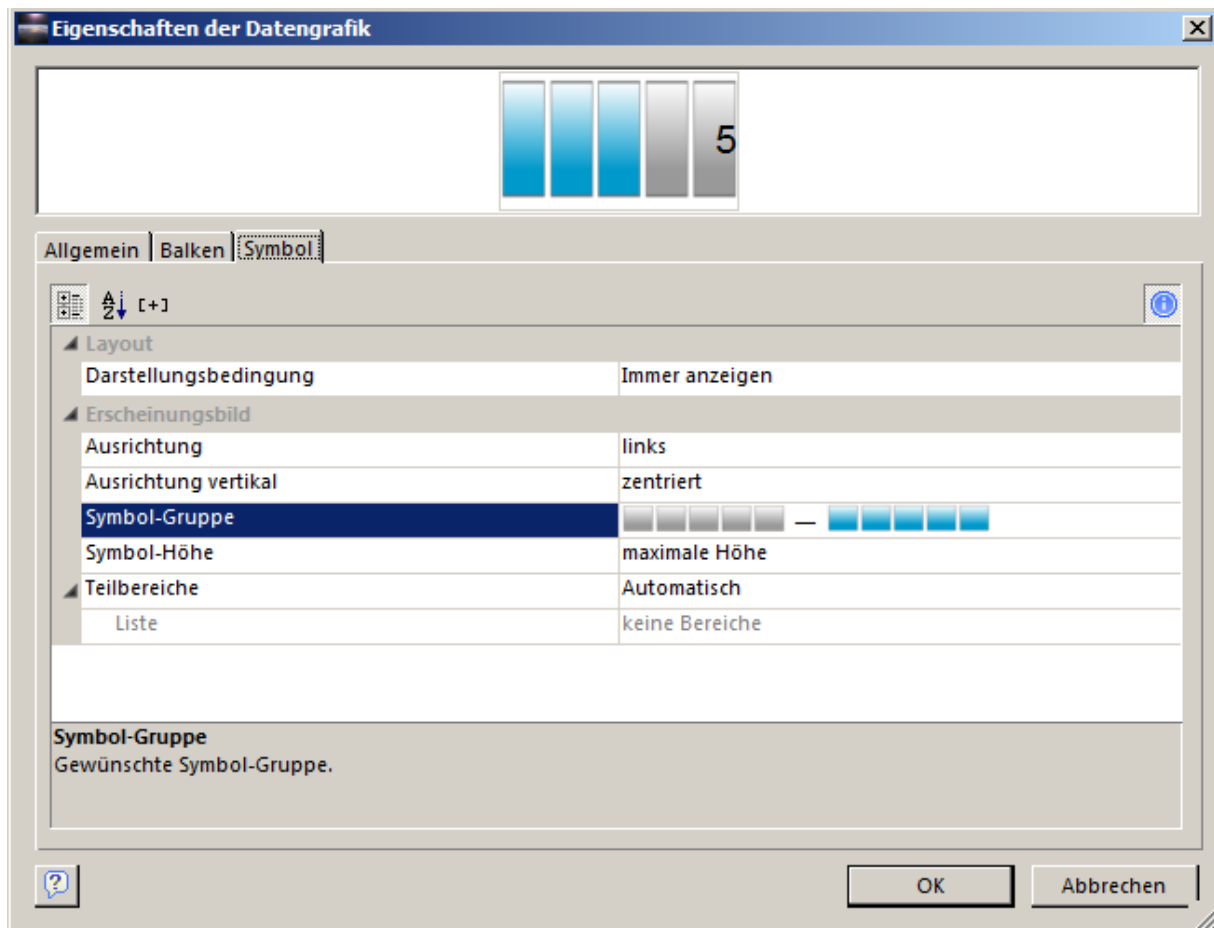 Eigenschaften der Datengrafik
5
Allgemein Balken Symbol
A Z [+]
Layout
Darstellungsbedingung Immer anzeigen
Erscheinungsbild
Ausrichtung links
Ausrichtung vertikal zentriert
Symbol-Gruppe —
Symbol-Höhe maximale Höhe
Teilbereiche Automatisch
Liste keine Bereiche
Symbol-Gruppe
Gewünschte Symbol-Gruppe.
OK Abbrechen